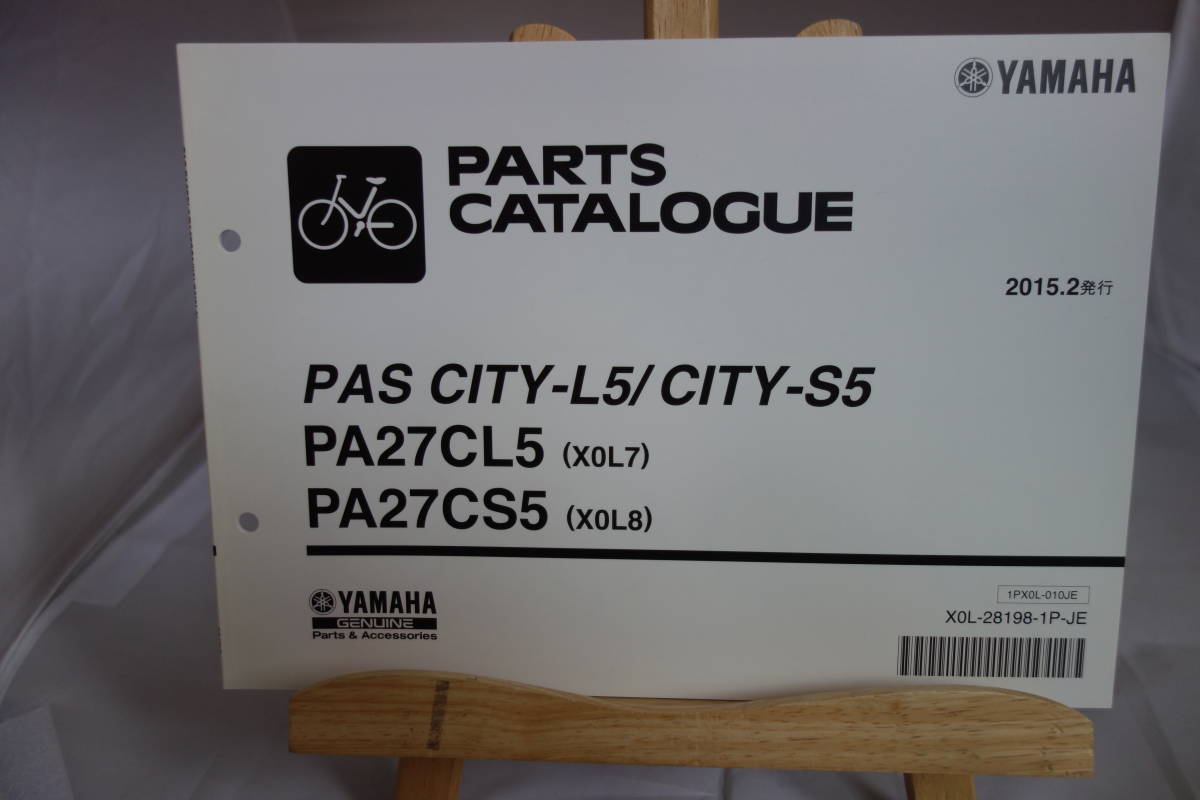 YAMAHA
PARTS
CATALOGUE
2015.2発行
PAS CITY-L5/CITY-S5
PA27CL5 (X0L7)
PA27CS5 (X0L8)
YAMAHA
GENUINE
Parts & Accessories
1PX0L-010JE
X0L-28198-1P-JE